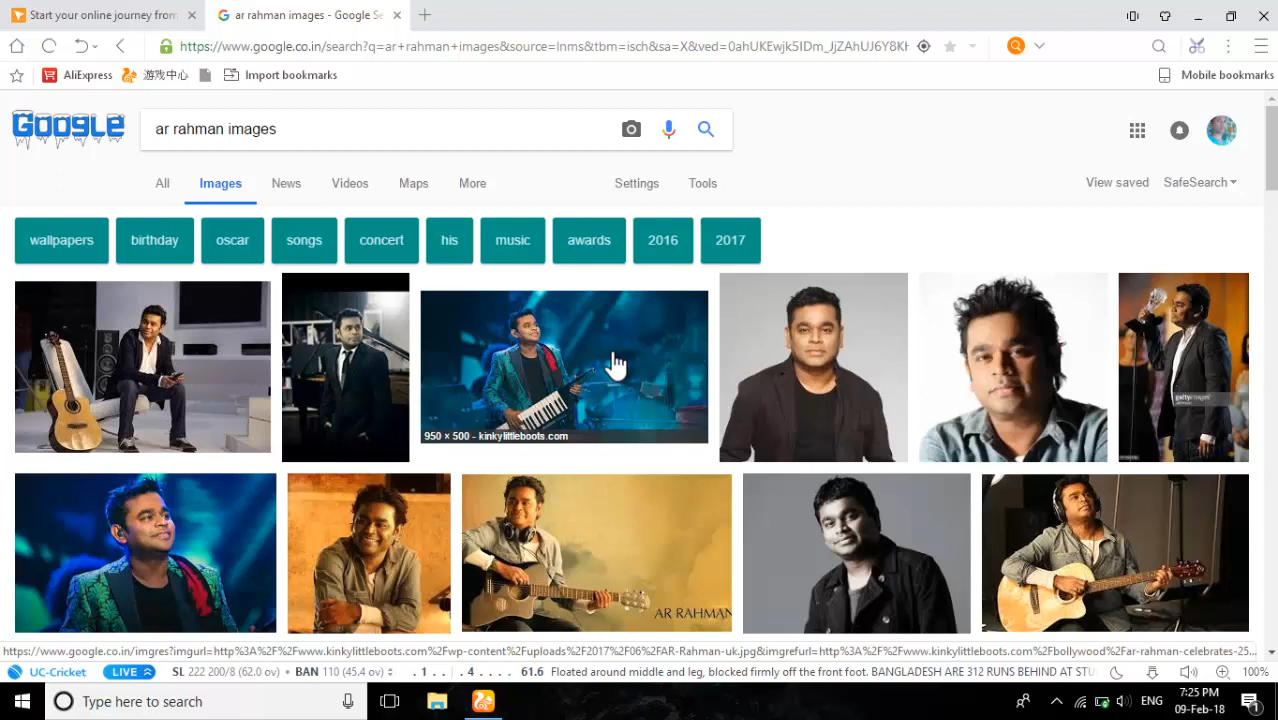 Start your online journey from
ar rahman images - Google Se
https://www.google.co.in/search?q=ar+rahman+images&source=lnms&tbm=isch&sa=X&ved=0ahUKEwjk5IDm_JjZAhUJ6Y8KH
AliExpress
游戏中心
Import bookmarks
Mobile bookmarks
Google
ar rahman images
All
Images
News
Videos
Maps
More
Settings
Tools
View saved
SafeSearch
wallpapers
birthday
oscar
songs
concert
his
music
awards
2016
2017
950 × 500 - kinkylittleboots.com
gettyimages
AR RAHMAN
https://www.google.co.in/imgres?imgurl=http%3A%2F%2Fwww.kinkylittleboots.com%2Fwp-content%2Fuploads%2F2017%2F06%2FAR-Rahman-uk.jpg&imgrefurl=http%3A%2F%2Fwww.kinkylittleboots.com%2Fbollywood%2Far-rahman-celebrates-25...
UC-Cricket
LIVE
SL 222 200/8 (62.0 ov)
BAN 110 (45.4 ov)
. 1 . . . 4 . . . . 61.6 Floated around middle and leg, blocked firmly off the front foot. BANGLADESH ARE 312 RUNS BEHIND AT STU
100%
Type here to search
ENG
7:25 PM
09-Feb-18
1